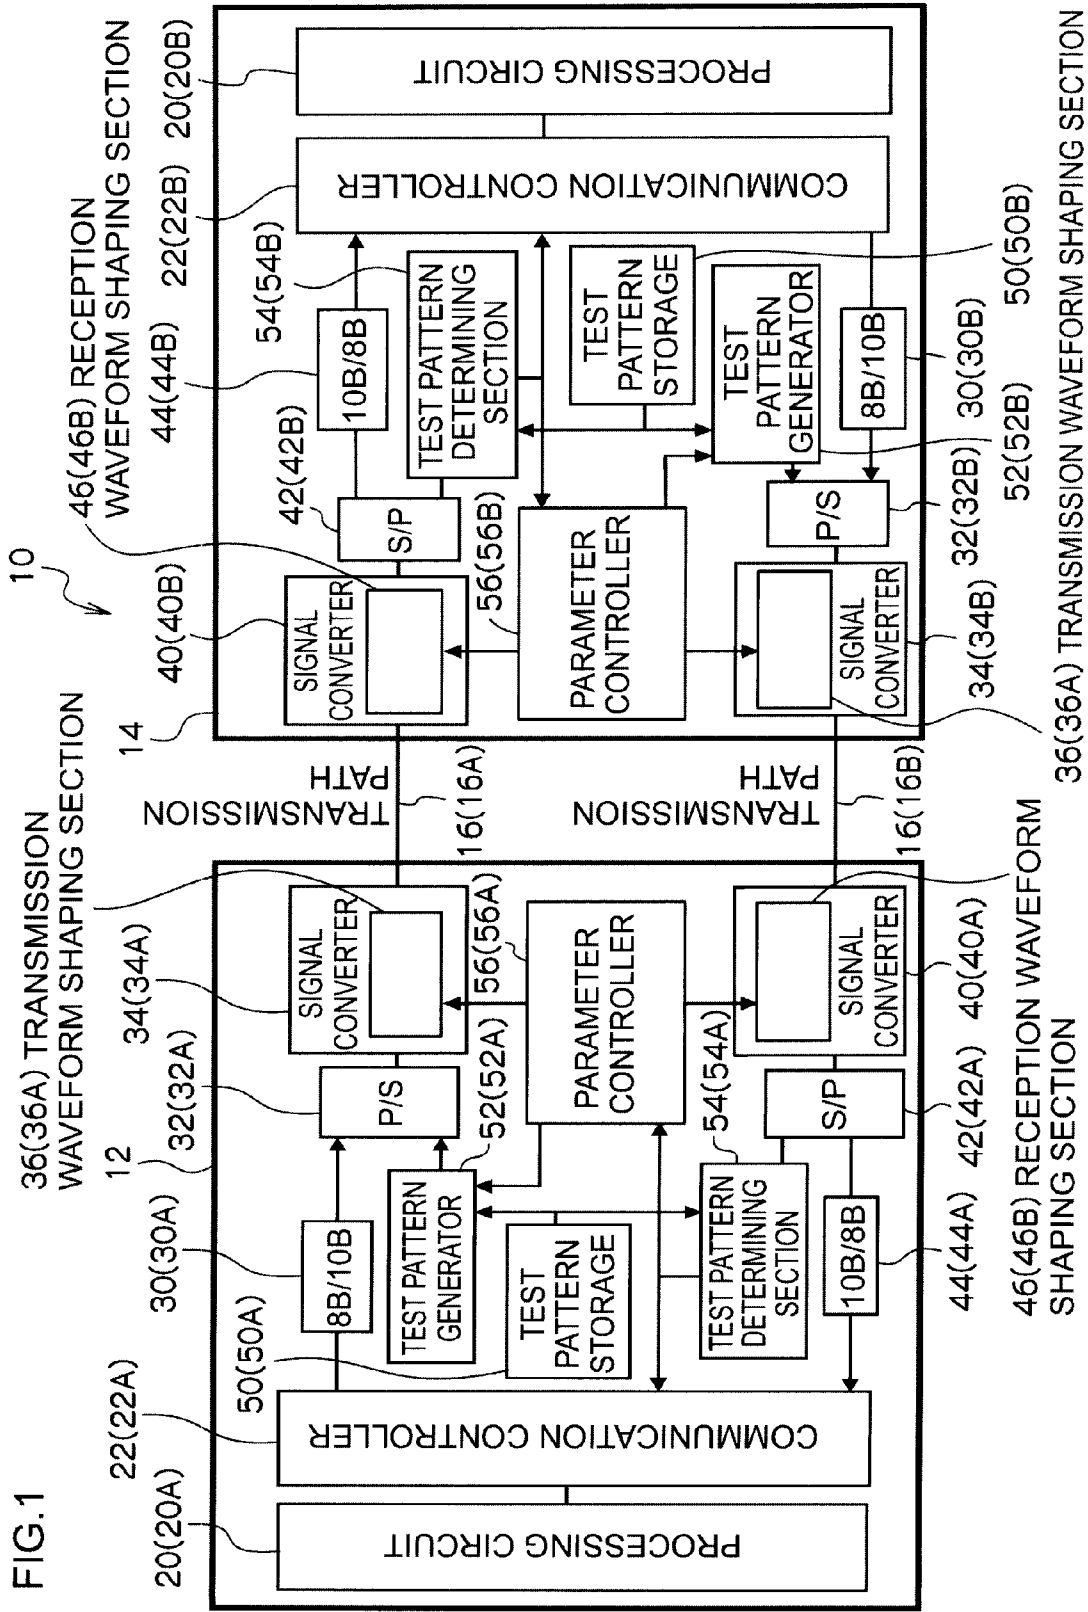 FIG.1
10
12
14
20(20A)
22(22A)
30(30A)
32(32A)
34(34A)
36(36A) TRANSMISSION
WAVEFORM SHAPING SECTION
50(50A)
PROCESSING CIRCUIT
COMMUNICATION CONTROLLER
8B/10B
TEST PATTERN
GENERATOR
52(52A)
P/S
SIGNAL
CONVERTER
TEST
PATTERN
STORAGE
PARAMETER
CONTROLLER
56(56A)
TEST PATTERN
DETERMINING
SECTION
54(54A)
10B/8B
S/P
SIGNAL
CONVERTER
44(44A)
42(42A)
40(40A)
46(46B) RECEPTION WAVEFORM
SHAPING SECTION
TRANSMISSION
PATH
16(16A)
TRANSMISSION
PATH
16(16B)
40(40B)
42(42B)
46(46B) RECEPTION
WAVEFORM SHAPING SECTION
44(44B)
54(54B)
22(22B)
20(20B)
SIGNAL
CONVERTER
S/P
10B/8B
TEST PATTERN
DETERMINING
SECTION
56(56B)
PARAMETER
CONTROLLER
TEST
PATTERN
STORAGE
TEST
PATTERN
GENERATOR
COMMUNICATION CONTROLLER
PROCESSING CIRCUIT
SIGNAL
CONVERTER
P/S
8B/10B
34(34B)
32(32B)
52(52B)
30(30B)
50(50B)
36(36A) TRANSMISSION WAVEFORM SHAPING SECTION